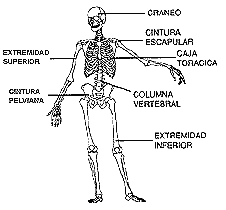 CRANEO
CINTURA
ESCAPULAR
EXTREMIDAD
SUPERIOR
CAJA
TORACICA
CINTURA
PELVIANA
COLUMNA
VERTEBRAL
EXTREMIDAD
INFERIOR